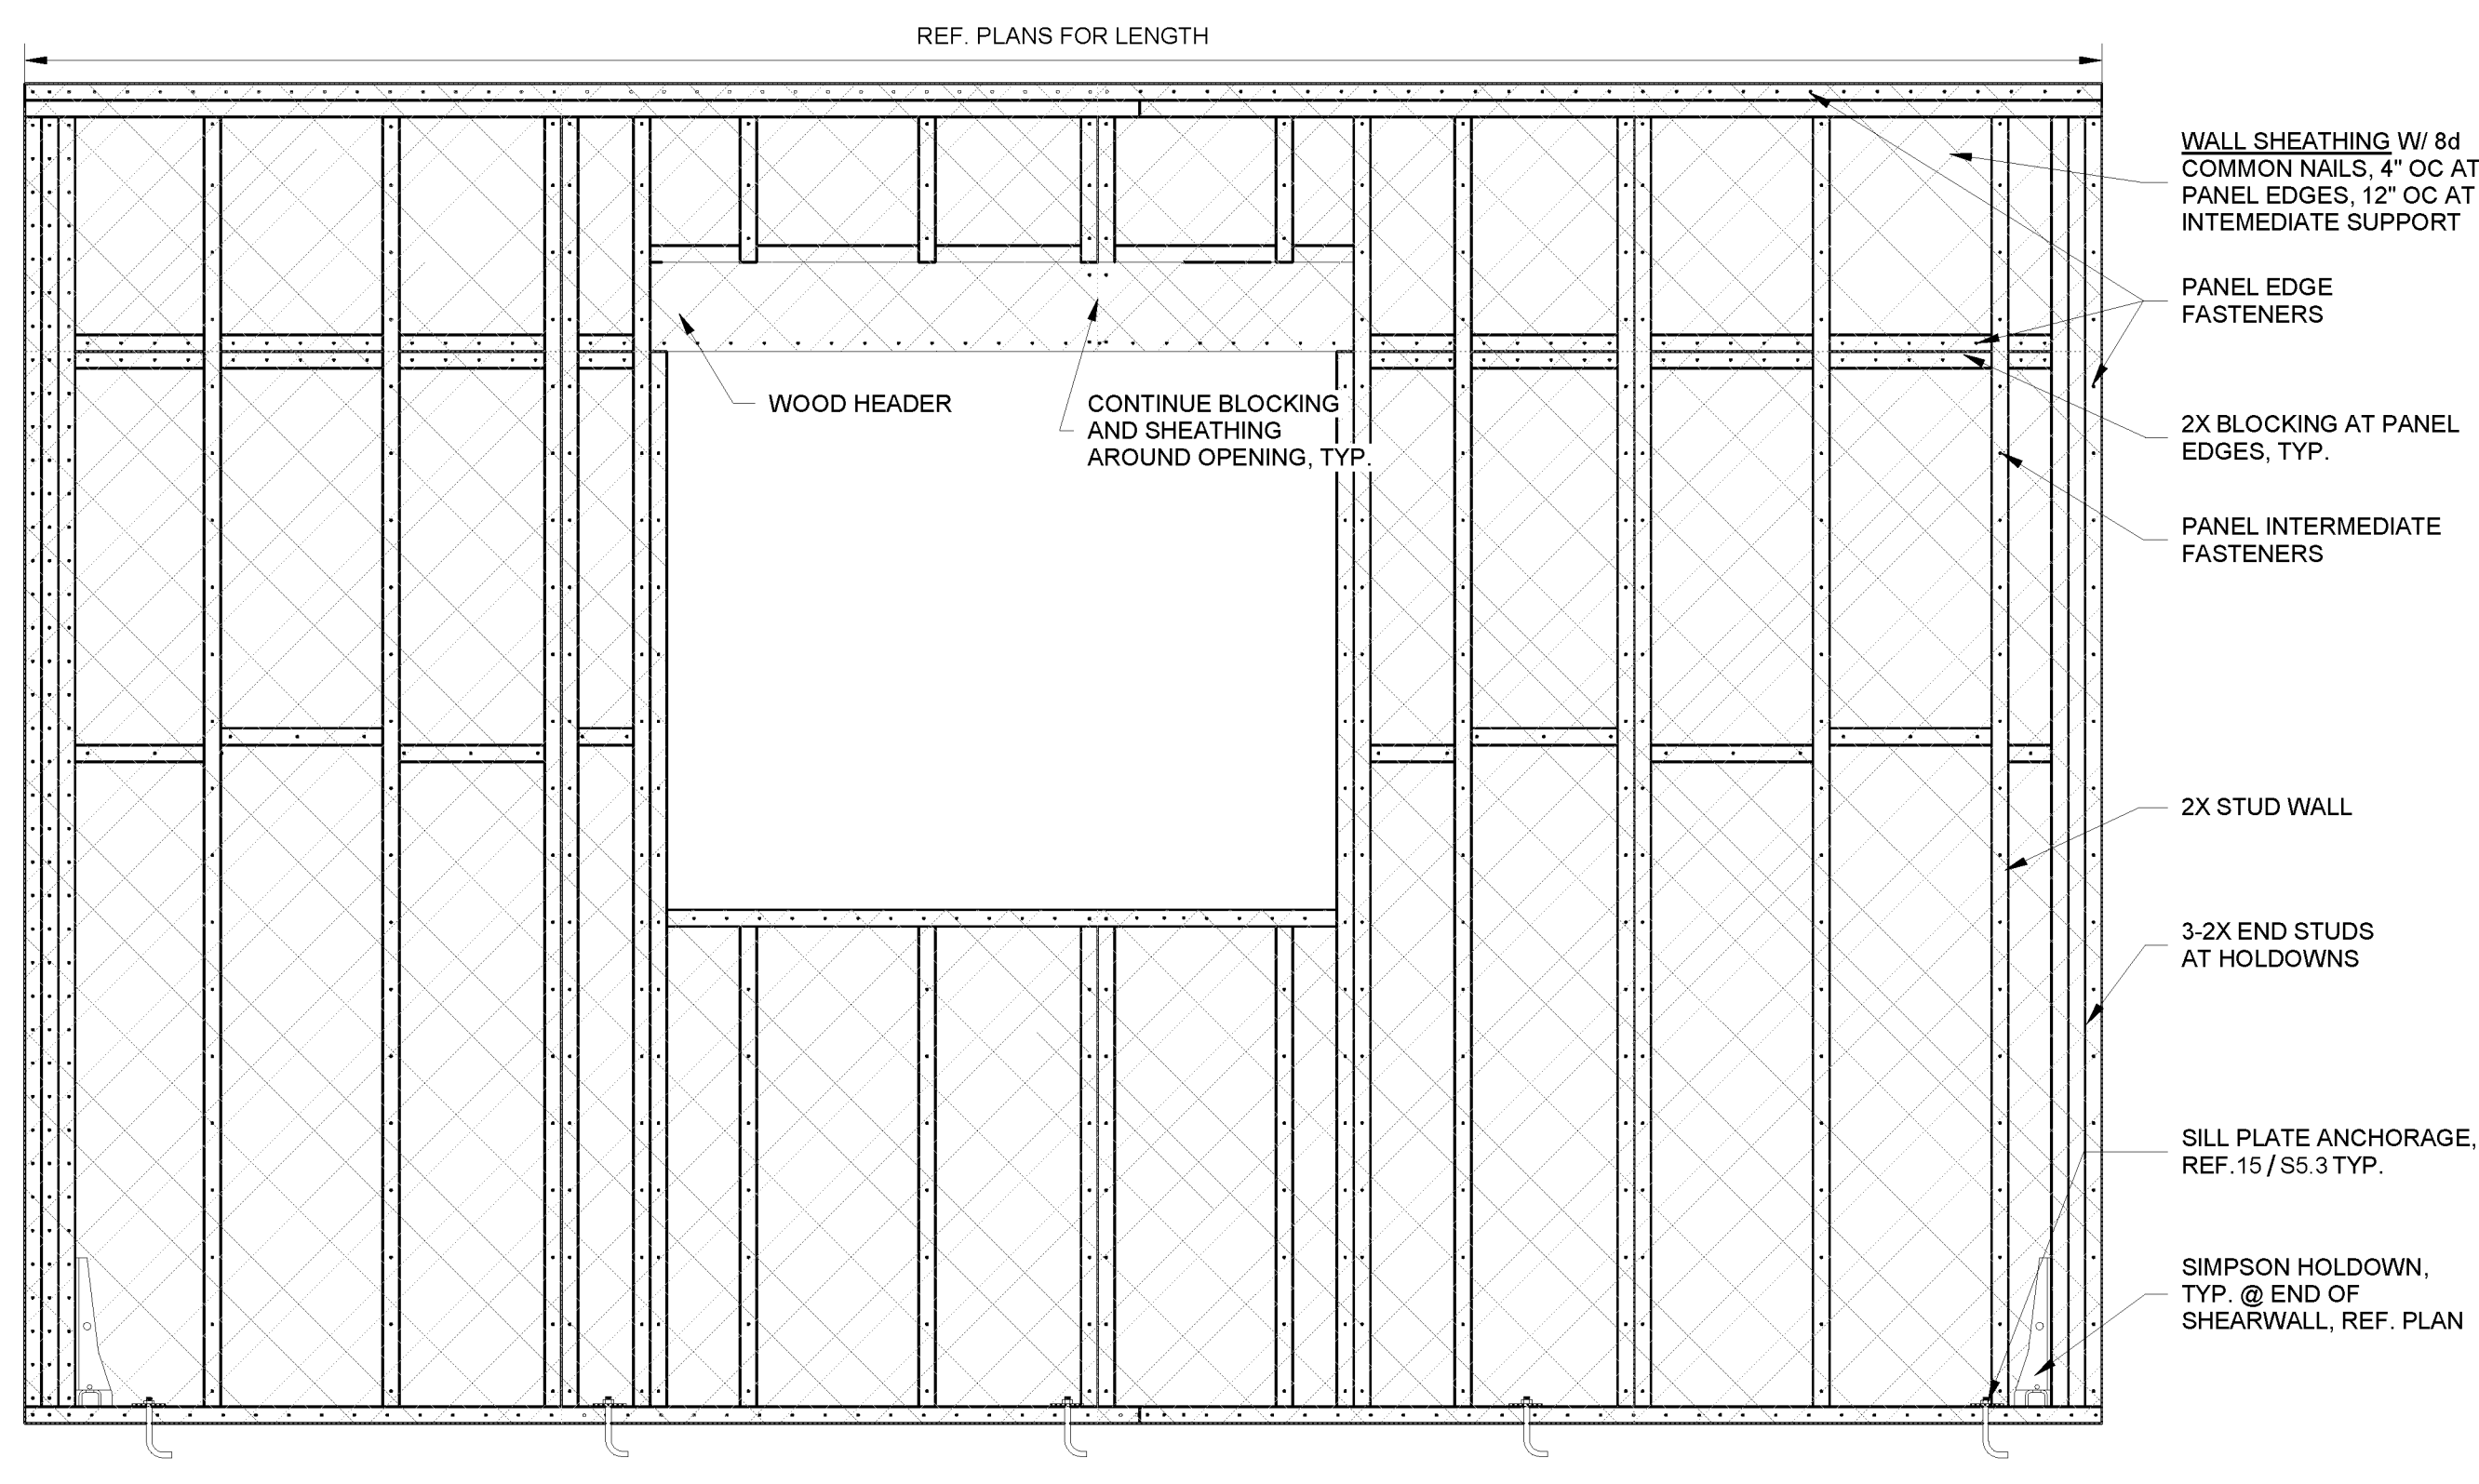 REF. PLANS FOR LENGTH
WALL SHEATHING W/ 8d
COMMON NAILS, 4" OC AT
PANEL EDGES, 12" OC AT
INTEMEDIATE SUPPORT
PANEL EDGE
FASTENERS
WOOD HEADER
CONTINUE BLOCKING
AND SHEATHING
AROUND OPENING, TYP.
2X BLOCKING AT PANEL
EDGES, TYP.
PANEL INTERMEDIATE
FASTENERS
2X STUD WALL
3-2X END STUDS
AT HOLDOWNS
SILL PLATE ANCHORAGE,
REF.15 / S5.3 TYP.
SIMPSON HOLDOWN,
TYP. @ END OF
SHEARWALL, REF. PLAN